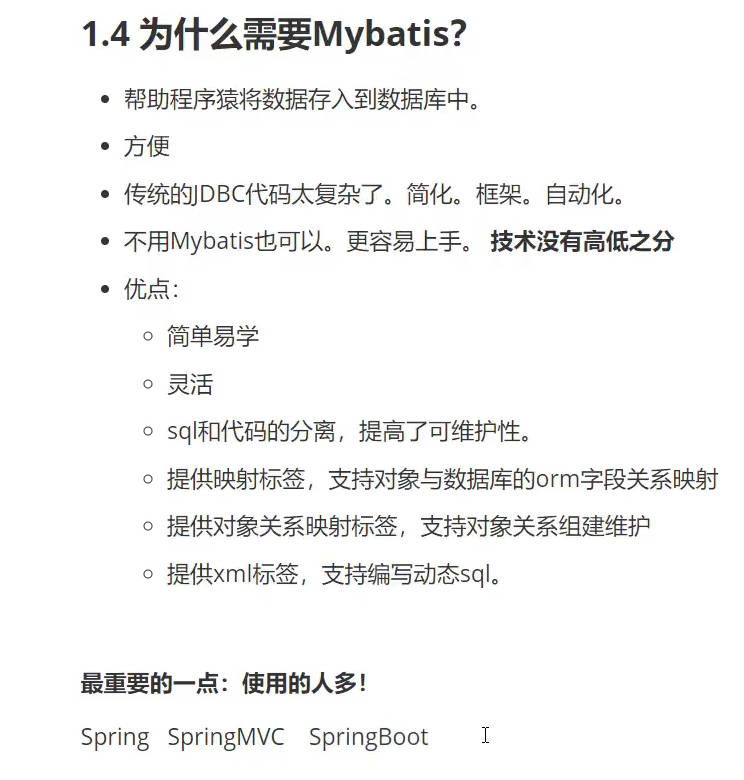 1.4 为什么需要Mybatis？
帮助程序猿将数据存入到数据库中。
方便
传统的JDBC代码太复杂了。简化。框架。自动化。
不用Mybatis也可以。更容易上手。 技术没有高低之分
优点：
简单易学
灵活
sql和代码的分离，提高了可维护性。
提供映射标签，支持对象与数据库的orm字段关系映射
提供对象关系映射标签，支持对象关系组建维护
提供xml标签，支持编写动态sql。
最重要的一点：使用的人多！
Spring SpringMVC SpringBoot